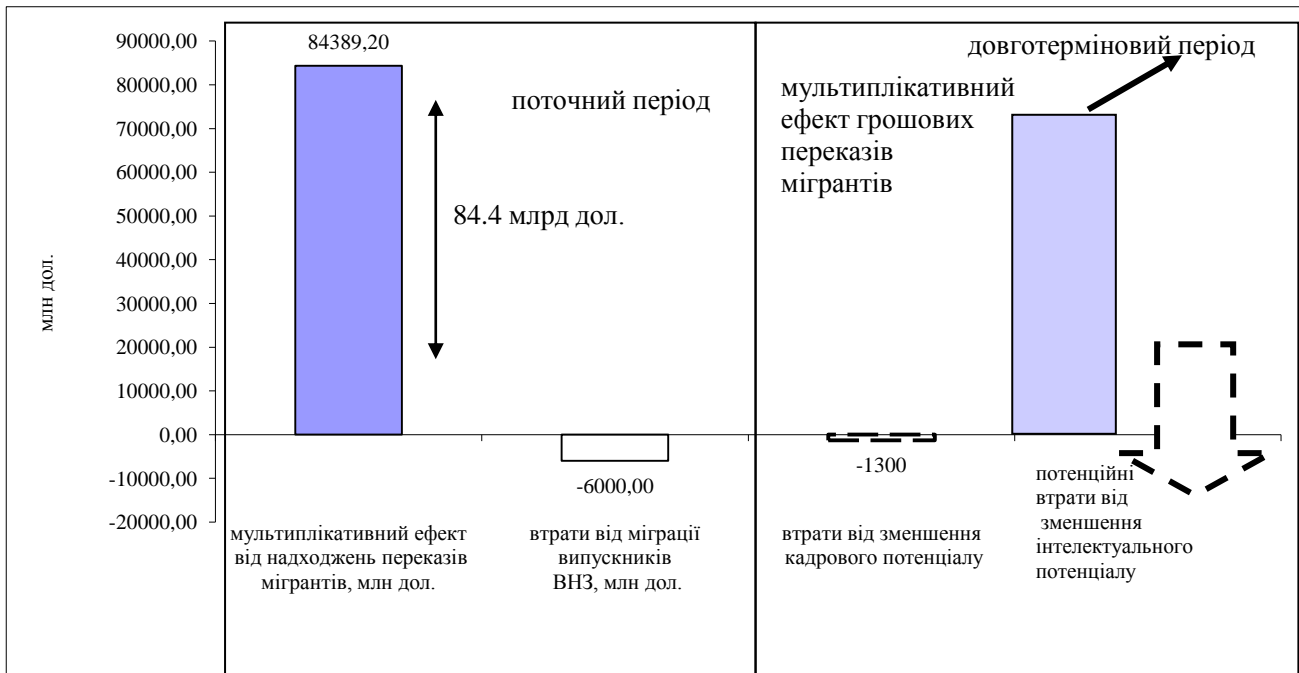 90000,00
80000,00
70000,00
60000,00
50000,00
40000,00
30000,00
20000,00
10000,00
0,00
-10000,00
-20000,00
млн дол.
84389,20
поточний період
84.4 млрд дол.
-6000,00
мультиплікативний ефект
від надходжень переказів
мігрантів, млн дол.
втрати від міграції
випускників
ВНЗ, млн дол.
довготерміновий період
мультиплікативний
ефект грошових
переказів
мігрантів
-1300
втрати від зменшення
кадрового потенціалу
потенційні
втрати від
зменшення
інтелектуального
потенціалу